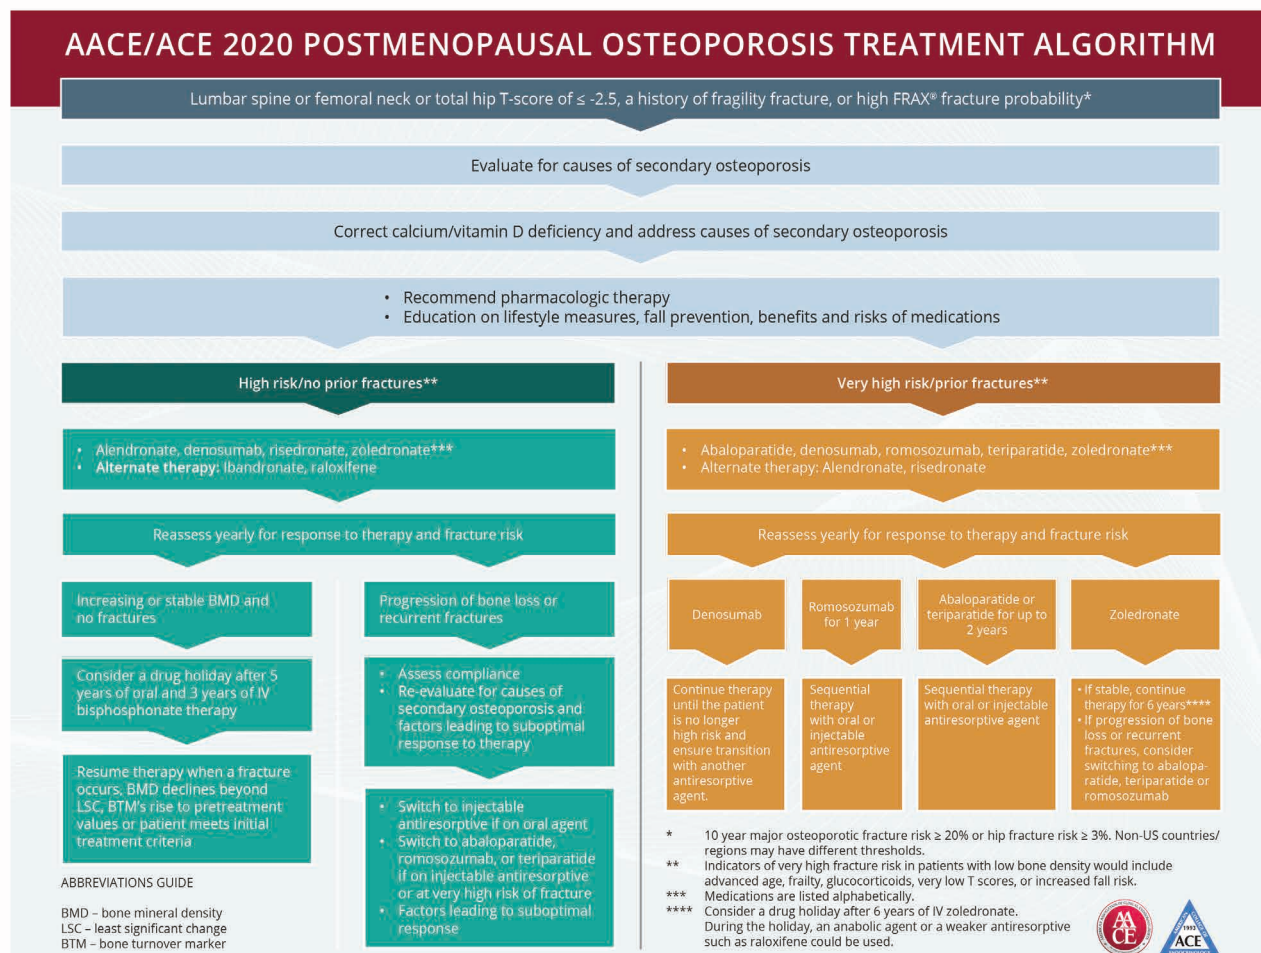 AACE/ACE 2020 POSTMENOPAUSAL OSTEOPOROSIS TREATMENT ALGORITHM
Lumbar spine or femoral neck or total hip T-score of ≤ -2.5, a history of fragility fracture, or high FRAX® fracture probability*
Evaluate for causes of secondary osteoporosis
Correct calcium/vitamin D deficiency and address causes of secondary osteoporosis
• Recommend pharmacologic therapy
• Education on lifestyle measures, fall prevention, benefits and risks of medications
High risk/no prior fractures**
• Alendronate, denosumab, risedronate, zoledronate***
• Alternate therapy: Ibandronate, raloxifene
Reassess yearly for response to therapy and fracture risk
Increasing or stable BMD and
no fractures
Consider a drug holiday after 5
years of oral and 3 years of IV
bisphosphonate therapy
Resume therapy when a fracture
occurs, BMD declines beyond
LSC, BTM's rise to pretreatment
values or patient meets initial
treatment criteria
Progression of bone loss or
recurrent fractures
• Assess compliance
• Re-evaluate for causes of
secondary osteoporosis and
factors leading to suboptimal
response to therapy
• Switch to injectable
antiresorptive if on oral agent
• Switch to abaloparatide,
romosozumab, or teriparatide
if on injectable antiresorptive
or at very high risk of fracture
• Factors leading to suboptimal
response
ABBREVIATIONS GUIDE
BMD – bone mineral density
LSC – least significant change
BTM – bone turnover marker
Very high risk/prior fractures**
• Abaloparatide, denosumab, romosozumab, teriparatide, zoledronate***
• Alternate therapy: Alendronate, risedronate
Reassess yearly for response to therapy and fracture risk
Denosumab
Continue therapy
until the patient
is no longer
high risk and
ensure transition
with another
antiresorptive
agent.
Romosozumab
for 1 year
Sequential
therapy
with oral or
injectable
antiresorptive
agent
Abaloparatide or
teriparatide for up to
2 years
Sequential therapy
with oral or injectable
antiresorptive agent
Zoledronate
• If stable, continue
therapy for 6 years****
• If progression of bone
loss or recurrent
fractures, consider
switching to abalopa-
ratide, teriparatide or
romosozumab
* 10 year major osteoporotic fracture risk ≥ 20% or hip fracture risk ≥ 3%. Non-US countries/
regions may have different thresholds.
** Indicators of very high fracture risk in patients with low bone density would include
advanced age, frailty, glucocorticoids, very low T scores, or increased fall risk.
*** Medications are listed alphabetically.
**** Consider a drug holiday after 6 years of IV zoledronate.
During the holiday, an anabolic agent or a weaker antiresorptive
such as raloxifene could be used.
AA
CE
1993
ACE